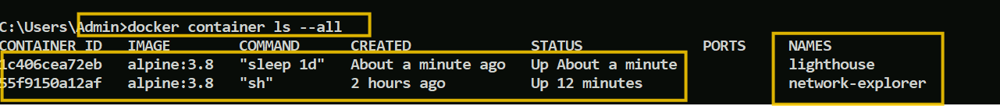 C:\Users\Admin>docker container ls --all
CONTAINER ID IMAGE COMMAND CREATED STATUS PORTS NAMES
1c406cea72eb alpine:3.8 "sleep 1d" About a minute ago Up About a minute lighthouse
55f9150a12af alpine:3.8 "sh" 2 hours ago Up 12 minutes network-explorer